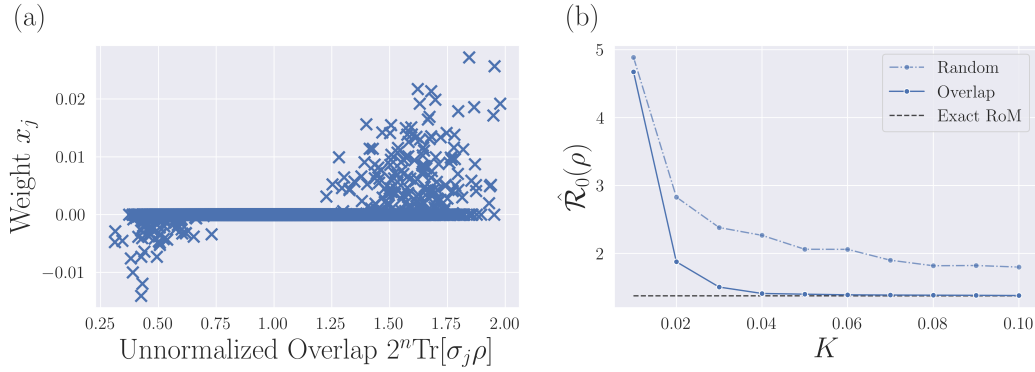 (a)
Weight x_j
0.02
0.01
0.00
−0.01
0.25 0.50 0.75 1.00 1.25 1.50 1.75 2.00
Unnormalized Overlap 2^nTr[σ_jρ]
(b)
R̂_0(ρ)
5
4
3
2
Random
Overlap
Exact RoM
0.02 0.04 0.06 0.08 0.10
K